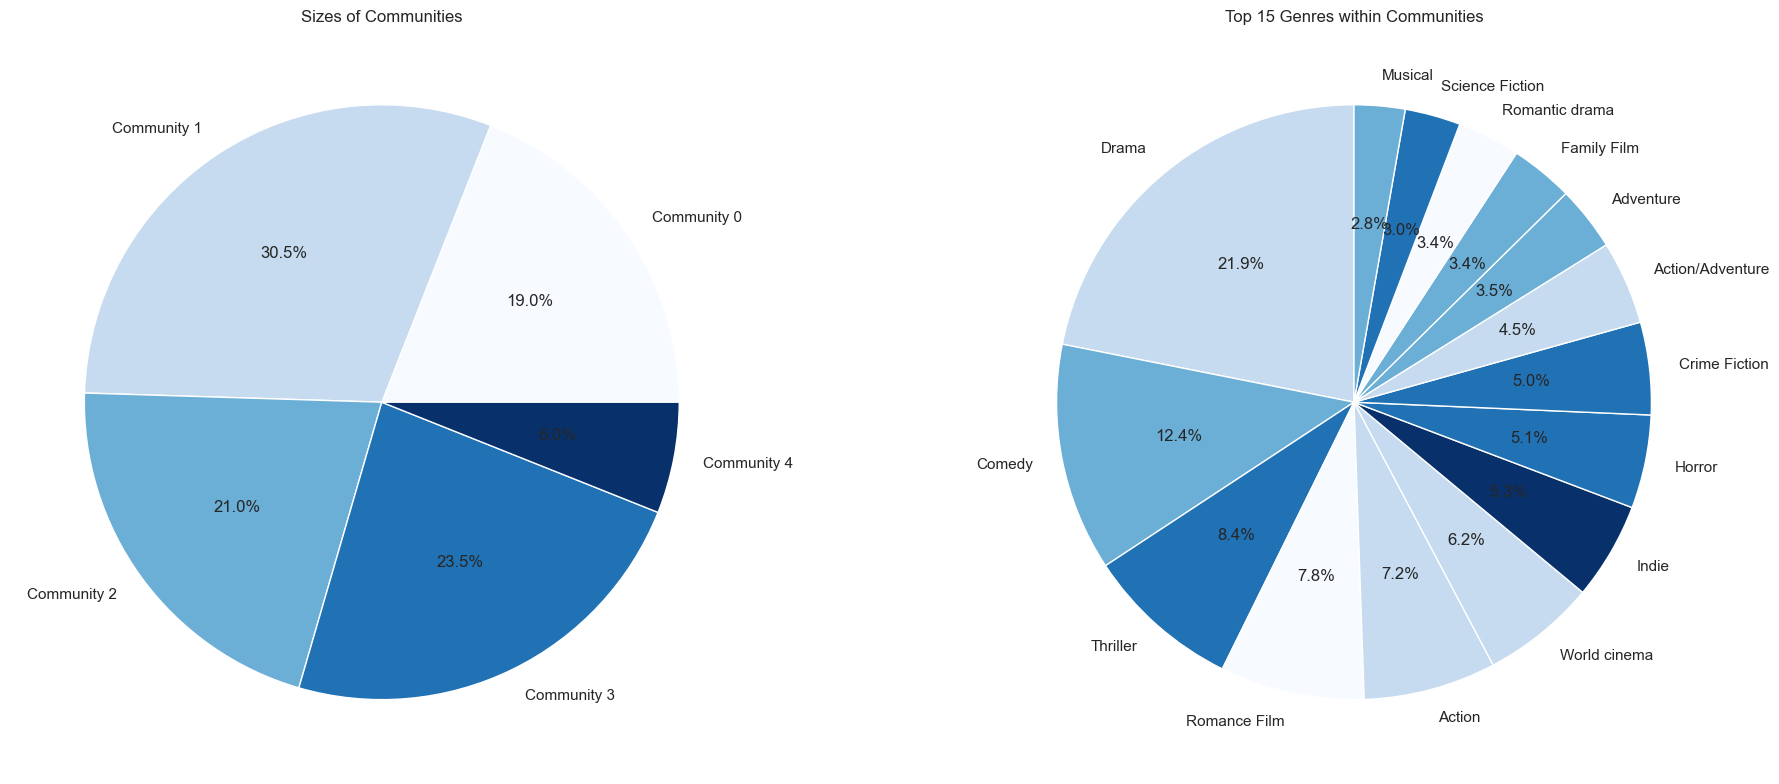 Sizes of Communities
Community 0
19.0%
Community 1
30.5%
Community 2
21.0%
Community 3
23.5%
Community 4
6.0%
Top 15 Genres within Communities
Drama
21.9%
Comedy
12.4%
Thriller
8.4%
Romance Film
7.8%
Action
7.2%
World cinema
6.2%
Indie
5.3%
Horror
5.1%
Crime Fiction
5.0%
Action/Adventure
4.5%
Adventure
3.5%
Family Film
3.4%
Romantic drama
3.4%
Science Fiction
3.0%
Musical
2.8%